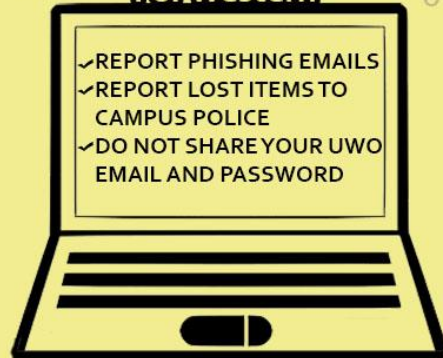 ✓REPORT PHISHING EMAILS
✓REPORT LOST ITEMS TO
CAMPUS POLICE
✓DO NOT SHARE YOUR UWO
EMAIL AND PASSWORD